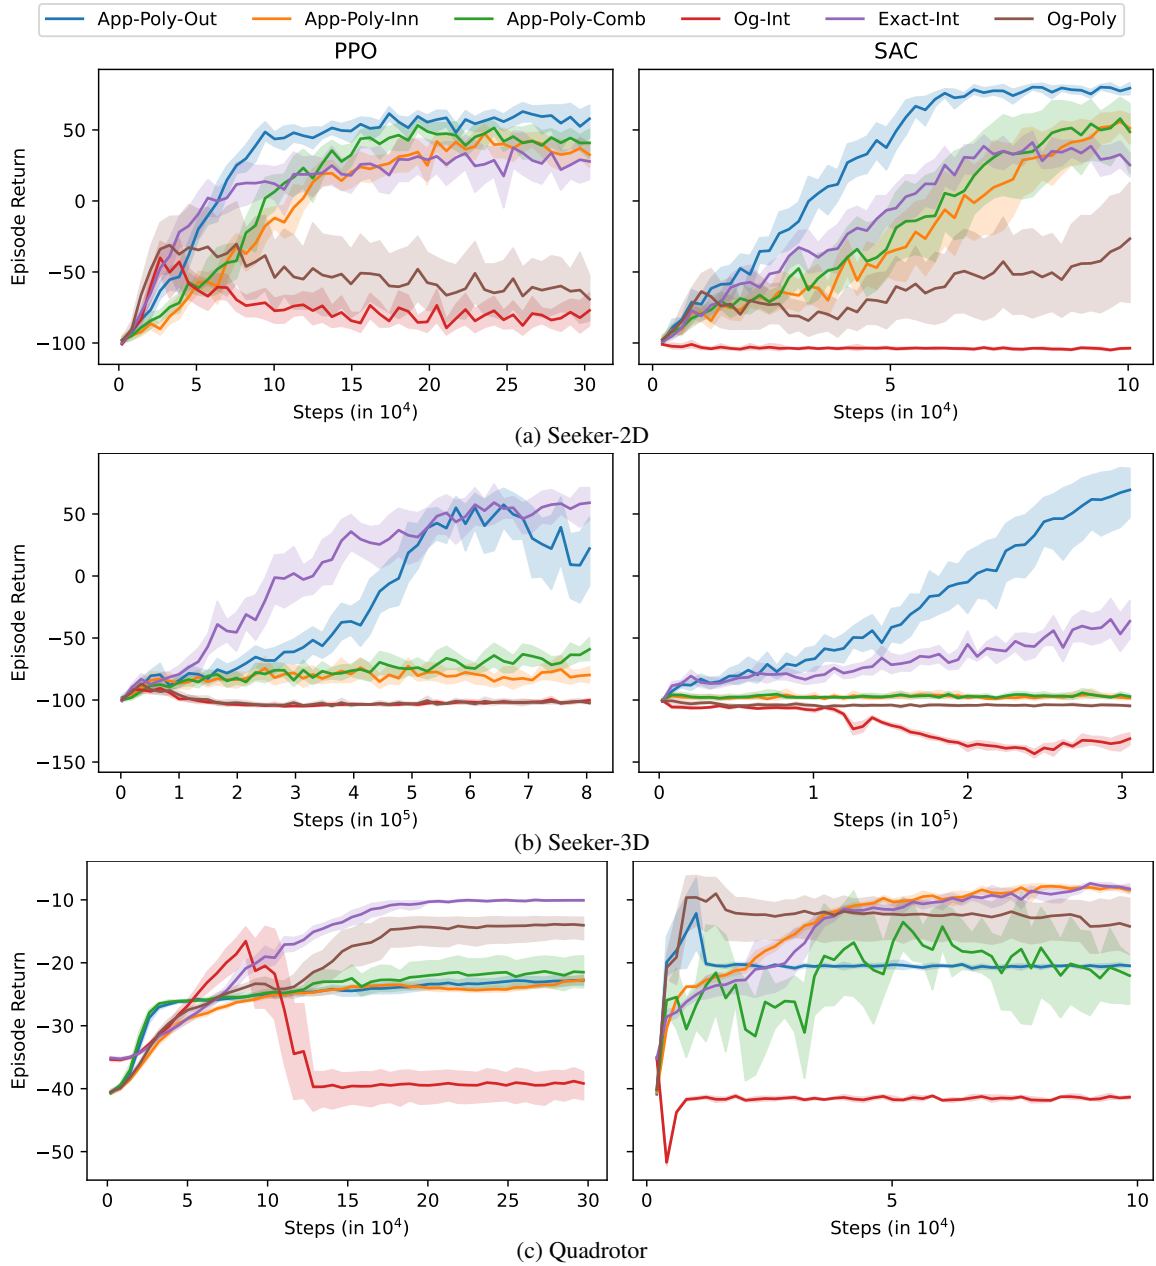 App-Poly-Out App-Poly-Inn App-Poly-Comb Og-Int Exact-Int Og-Poly
PPO SAC
Episode Return
50
0
−50
−100
0 5 10 15 20 25 30
0 5 10
Steps (in 10⁴) Steps (in 10⁴)
(a) Seeker-2D
Episode Return
50
0
−50
−100
−150
0 1 2 3 4 5 6 7 8
0 1 2 3
Steps (in 10⁵) Steps (in 10⁵)
(b) Seeker-3D
Episode Return
−10
−20
−30
−40
−50
0 5 10 15 20 25 30
0 5 10
Steps (in 10⁴) Steps (in 10⁴)
(c) Quadrotor